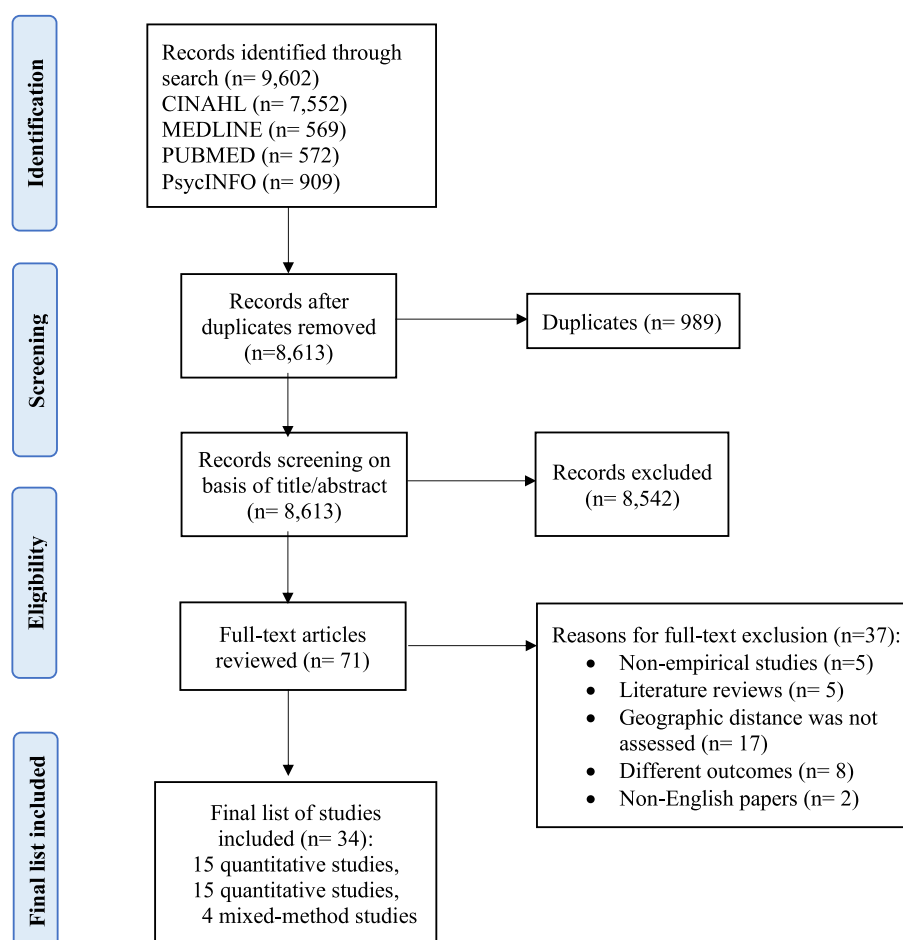 Identification
Records identified through
search (n= 9,602)
CINAHL (n= 7,552)
MEDLINE (n= 569)
PUBMED (n= 572)
PsycINFO (n= 909)
Screening
Records after
duplicates removed
(n=8,613)
Duplicates (n= 989)
Records screening on
basis of title/abstract
(n= 8,613)
Records excluded
(n= 8,542)
Eligibility
Full-text articles
reviewed (n= 71)
Reasons for full-text exclusion (n=37):
• Non-empirical studies (n=5)
• Literature reviews (n= 5)
• Geographic distance was not
assessed (n= 17)
• Different outcomes (n= 8)
• Non-English papers (n= 2)
Final list included
Final list of studies
included (n= 34):
15 quantitative studies,
15 quantitative studies,
4 mixed-method studies